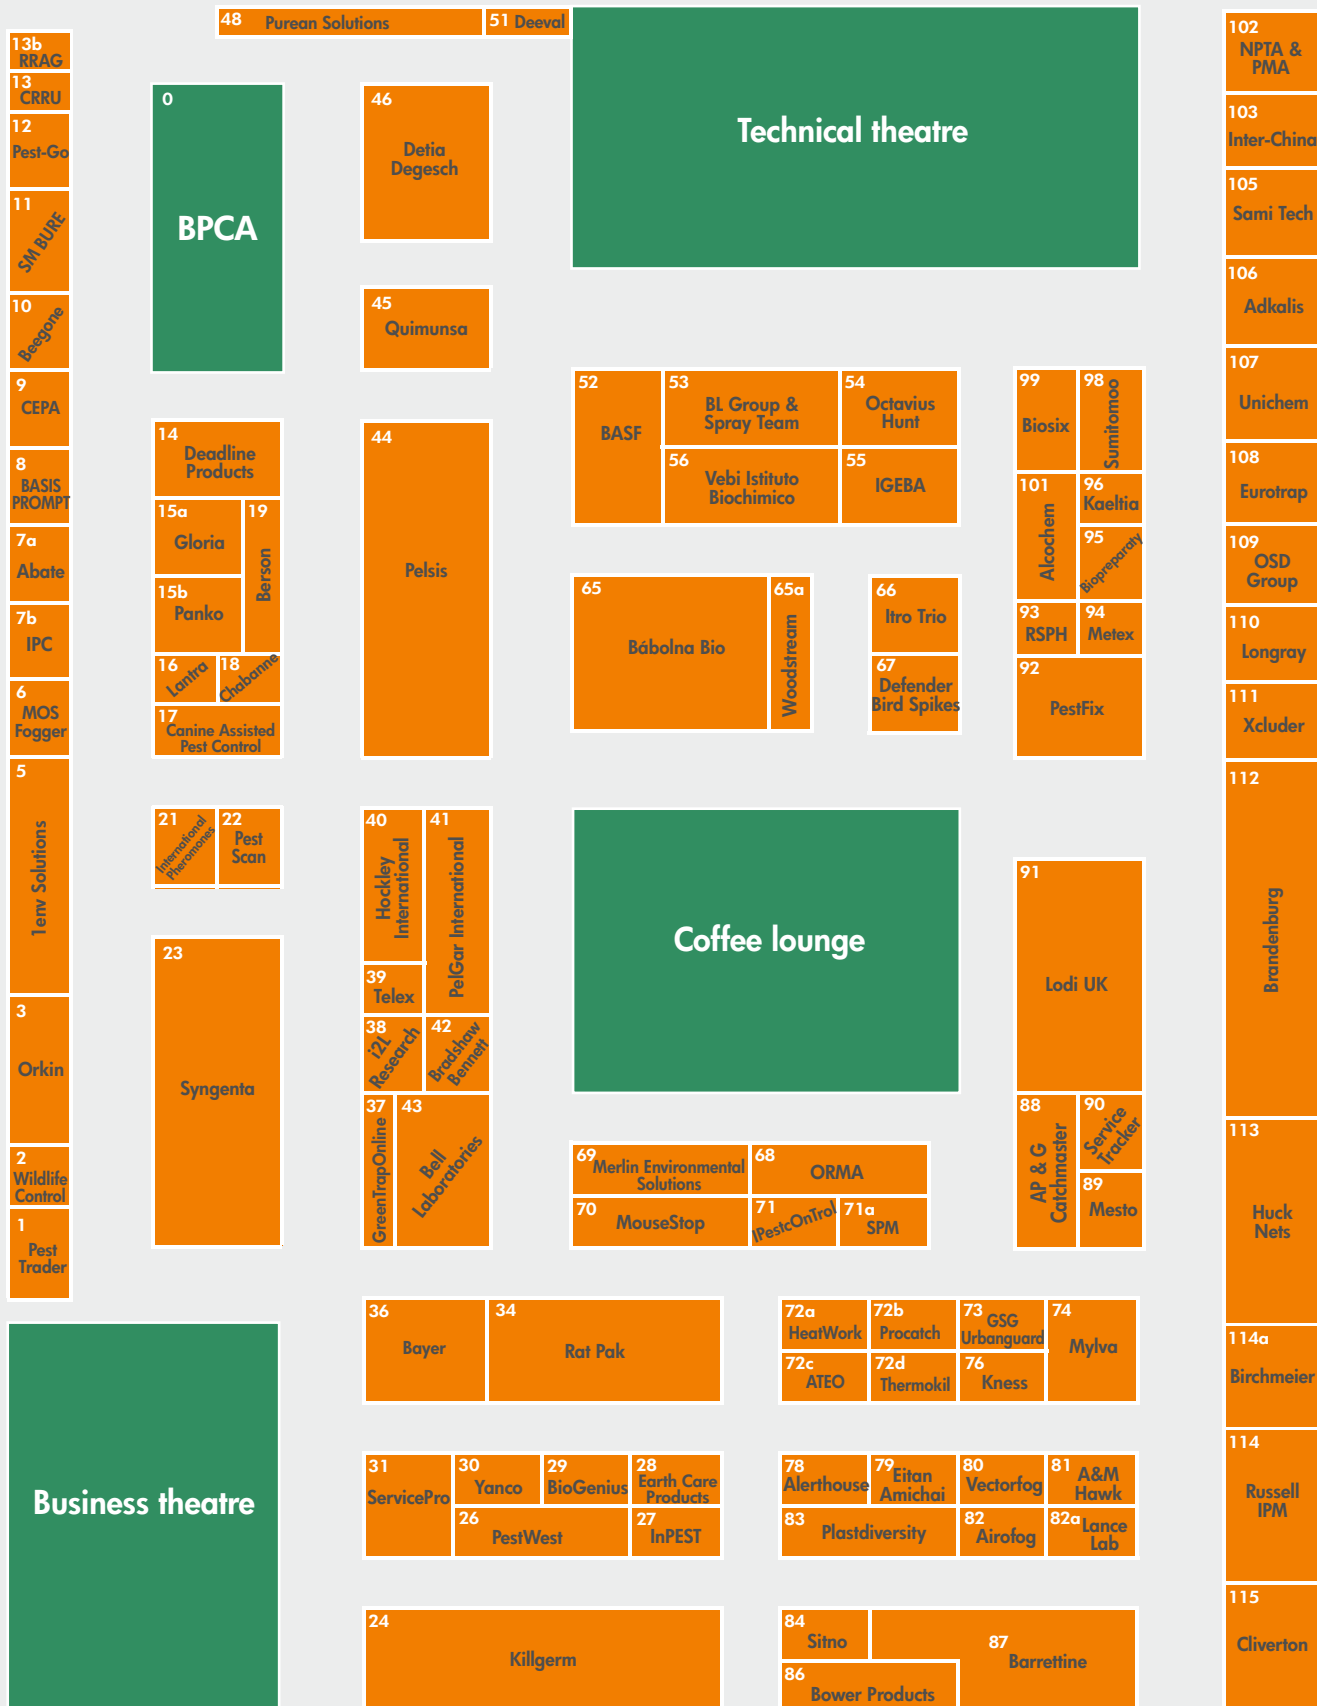 48 Purean Solutions
51 Deeval
Technical theatre
13b
RRAG
13
CRRU
12
Pest-Go
11
SM BURE
10
Beegone
9
CEPA
8
BASIS
PROMPT
7a
Abate
7b
IPC
6
MOS
Fogger
5
1env Solutions
3
Orkin
2
Wildlife
Control
1
Pest
Trader
Business theatre
0
BPCA
14
Deadline
Products
15a
Gloria
19
Berson
15b
Panko
16
Lantra
18
Chabanne
17
Canine Assisted
Pest Control
21
International
Pheromones
22
Pest
Scan
23
Syngenta
46
Detia
Degesch
45
Quimunsa
44
Pelsis
40
Hockley
International
41
PelGar International
39
Telex
38
i2L
Research
42
Bradshaw
Bennett
37
GreenTrapOnline
43
Bell
Laboratories
36
Bayer
34
Rat Pak
31
ServicePro
30
Yanco
29
BioGenius
28
Earth Care
Products
26
PestWest
27
InPEST
24
Killgerm
52
BASF
53
BL Group &
Spray Team
54
Octavius
Hunt
56
Vebi Istituto
Biochimico
55
IGEBA
65
Bábolna Bio
65a
Woodstream
66
Itro Trio
67
Defender
Bird Spikes
Coffee lounge
69
Merlin Environmental
Solutions
68
ORMA
70
MouseStop
71
IPestcOnTrol
71a
SPM
72a
HeatWork
72b
Procatch
73
GSG
Urbanguard
74
Mylva
72c
ATEO
72d
Thermokil
76
Kness
78
Alerthouse
79
Eitan
Amichai
80
Vectorfog
81
A&M
Hawk
83
Plastdiversity
82
Airofog
82a
Lance
Lab
84
Sitno
87
Barrettine
86
Bower Products
99
Biosix
98
Sumitomoo
101
Alcochem
96
Kaeltia
95
Biopreparaty
93
RSPH
94
Metex
92
PestFix
91
Lodi UK
88
AP & G
Catchmaster
90
Service
Tracker
89
Mesto
102
NPTA &
PMA
103
Inter-China
105
Sami Tech
106
Adkalis
107
Unichem
108
Eurotrap
109
OSD
Group
110
Longray
111
Xcluder
112
Brandenburg
113
Huck
Nets
114a
Birchmeier
114
Russell
IPM
115
Cliverton